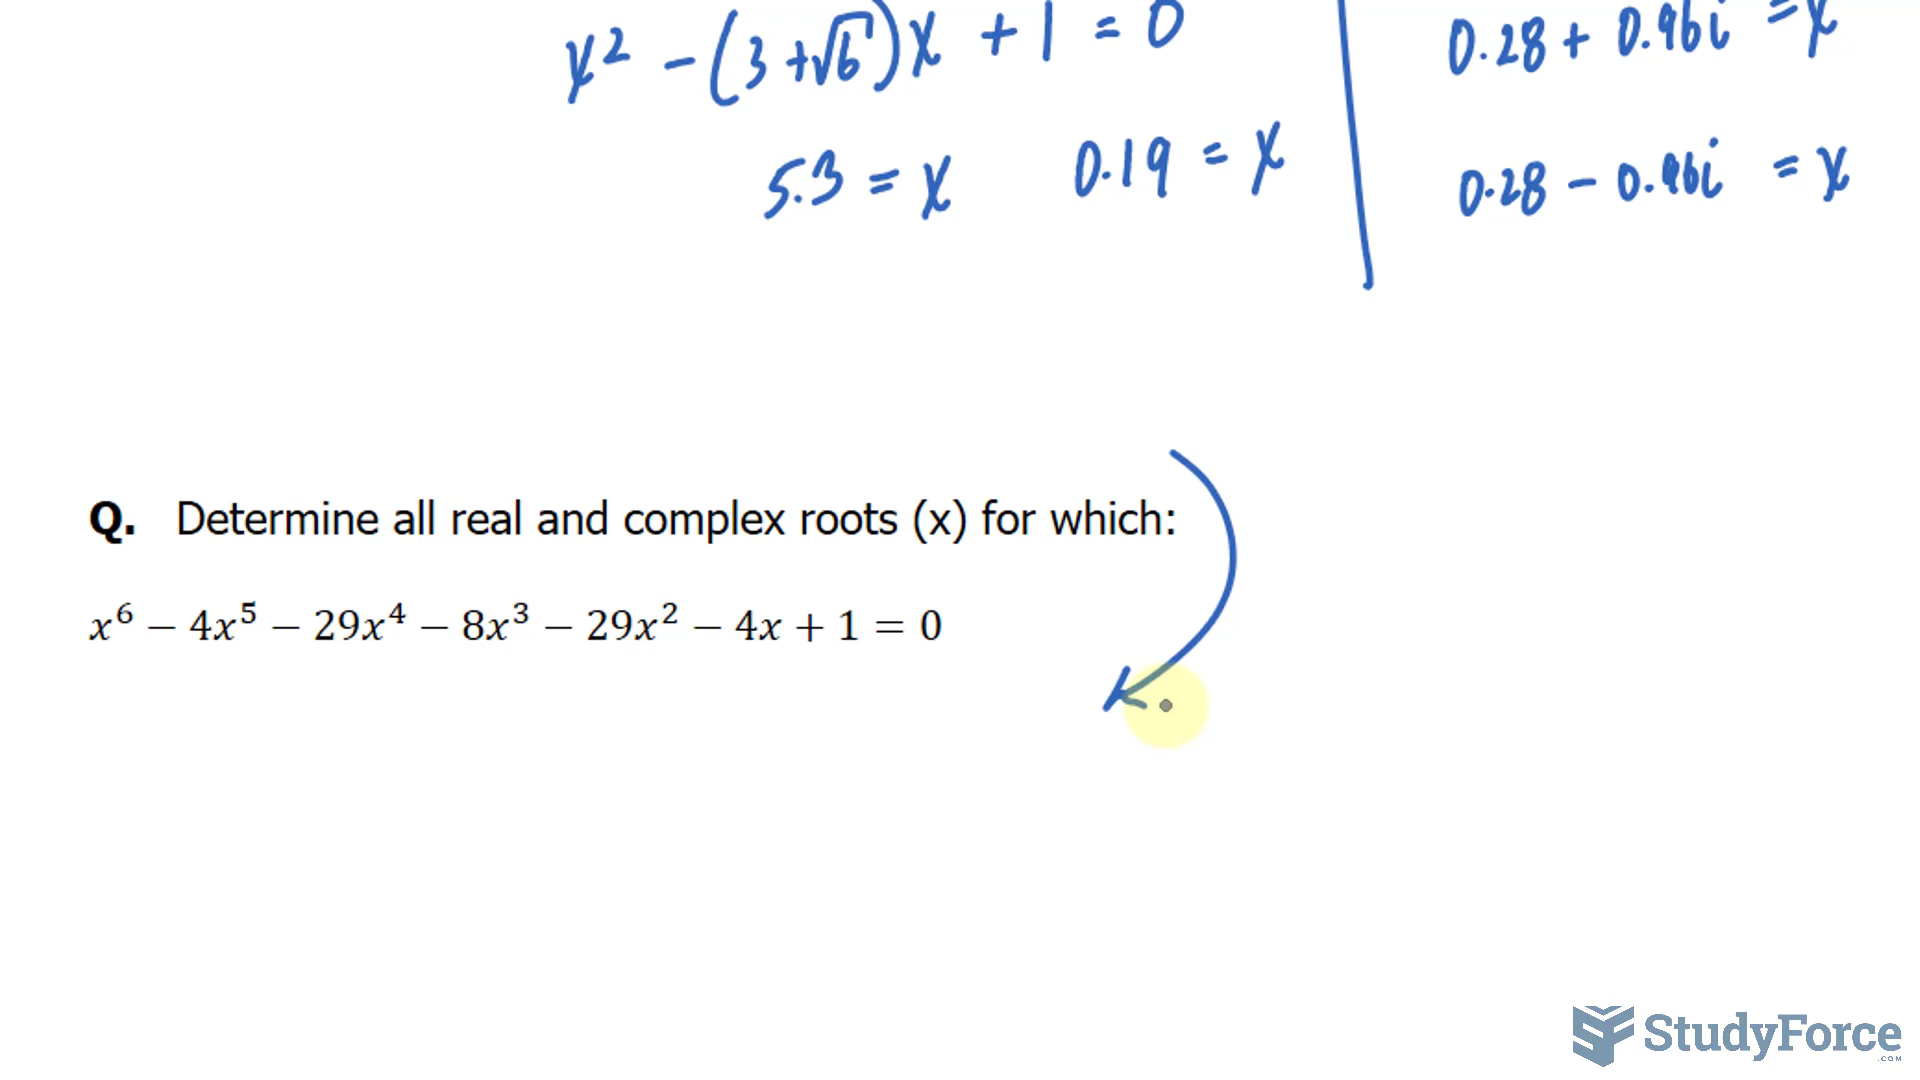 x² - (3+√6)x + 1 = 0
0.28 + 0.96i = x
5.3 = x 0.19 = x
0.28 - 0.96i = x
Q. Determine all real and complex roots (x) for which:
x⁶ − 4x⁵ − 29x⁴ − 8x³ − 29x² − 4x + 1 = 0
StudyForce
.COM